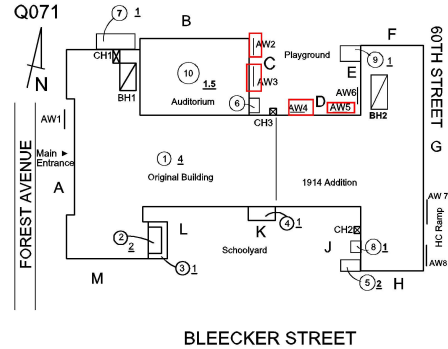 Q071
N
7 1
B
F
60TH STREET
CH1
AW2
Playground
9 1
C
E
10 1.5
AW3
BH1
Auditorium
6
AW6
D
BH2
AW1
CH3
AW4
AW5
Main
Entrance
G
FOREST AVENUE
A
1 4
Original Building
1914 Addition
AW 7
HC Ramp
L
K
4 1
CH2
2
2
Schoolyard
J
8 1
3 1
M
5 2
H
AW8
BLEECKER STREET